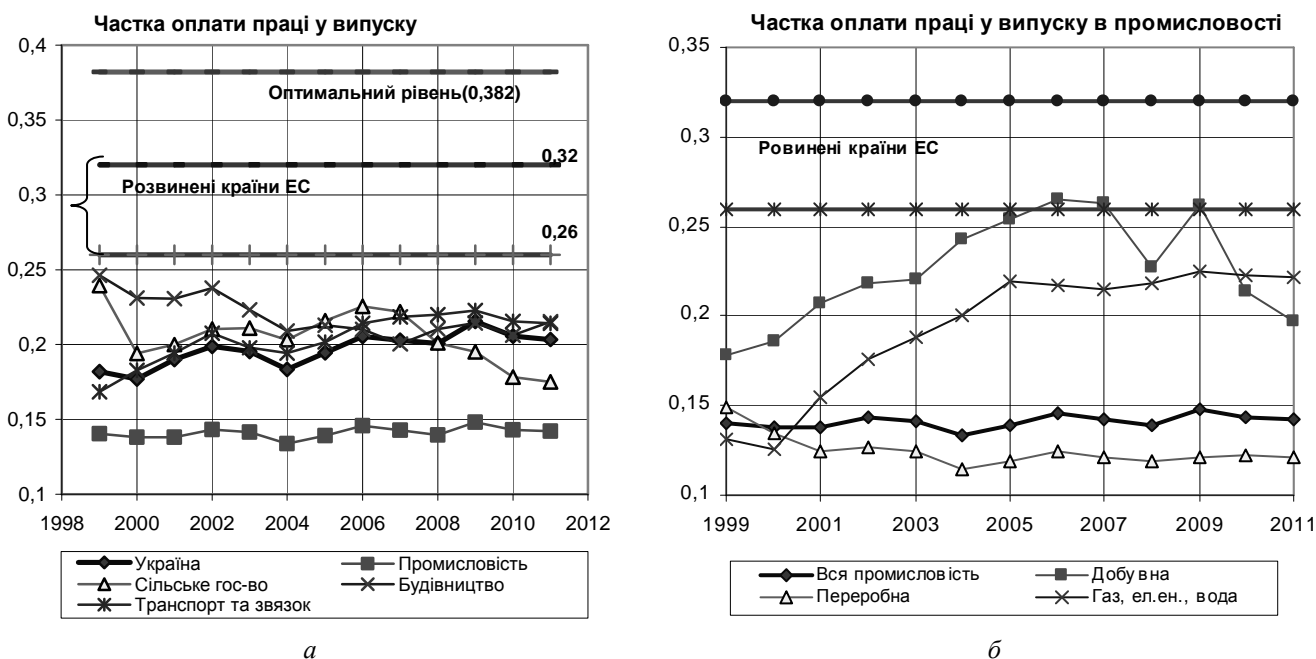 Частка оплати праці у випуску
0,4
0,35
0,3
0,25
0,2
0,15
0,1
Оптимальний рівень(0,382)
0,32
Розвинені країни ЕС
0,26
1998 2000 2002 2004 2006 2008 2010 2012
Україна Промисловість
Сільське гос-во Будівництво
Транспорт та звязок
а
Частка оплати праці у випуску в промисловості
0,35
0,3
0,25
0,2
0,15
0,1
Ровинені країни ЕС
1999 2001 2003 2005 2007 2009 2011
Вся промисловість Добувна
Переробна Газ, ел.ен., вода
б